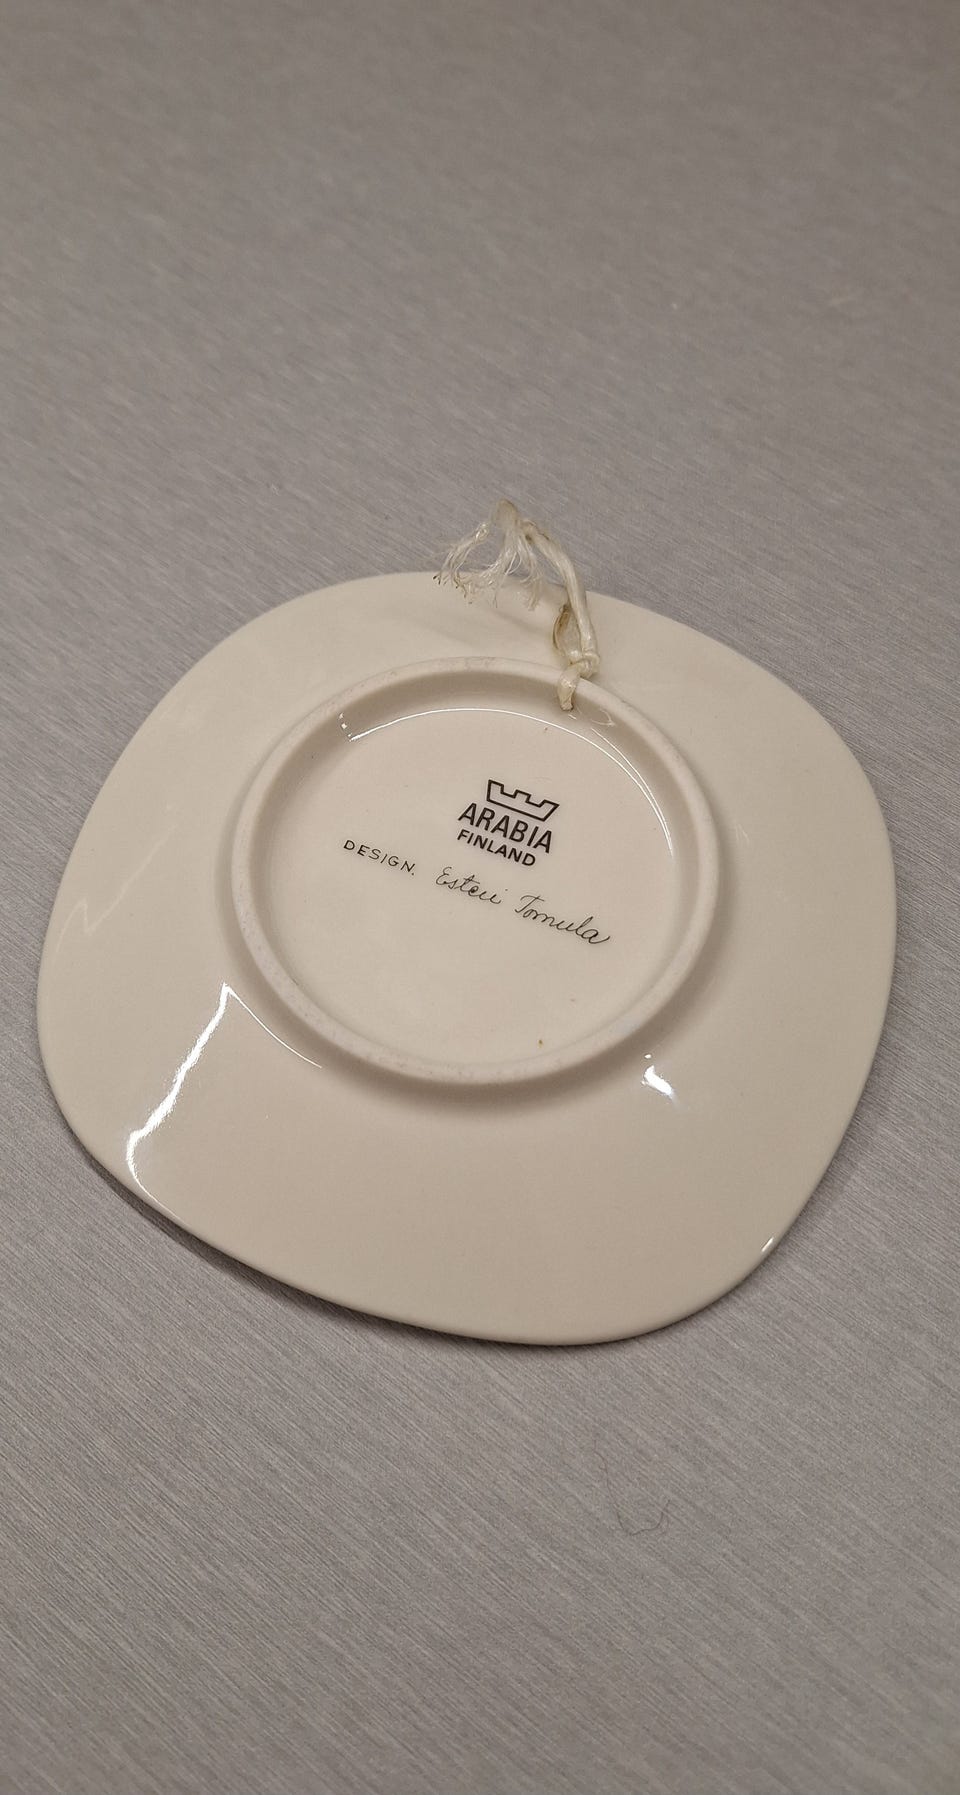 ARABIA
FINLAND
DESIGN. Esteri Tomula